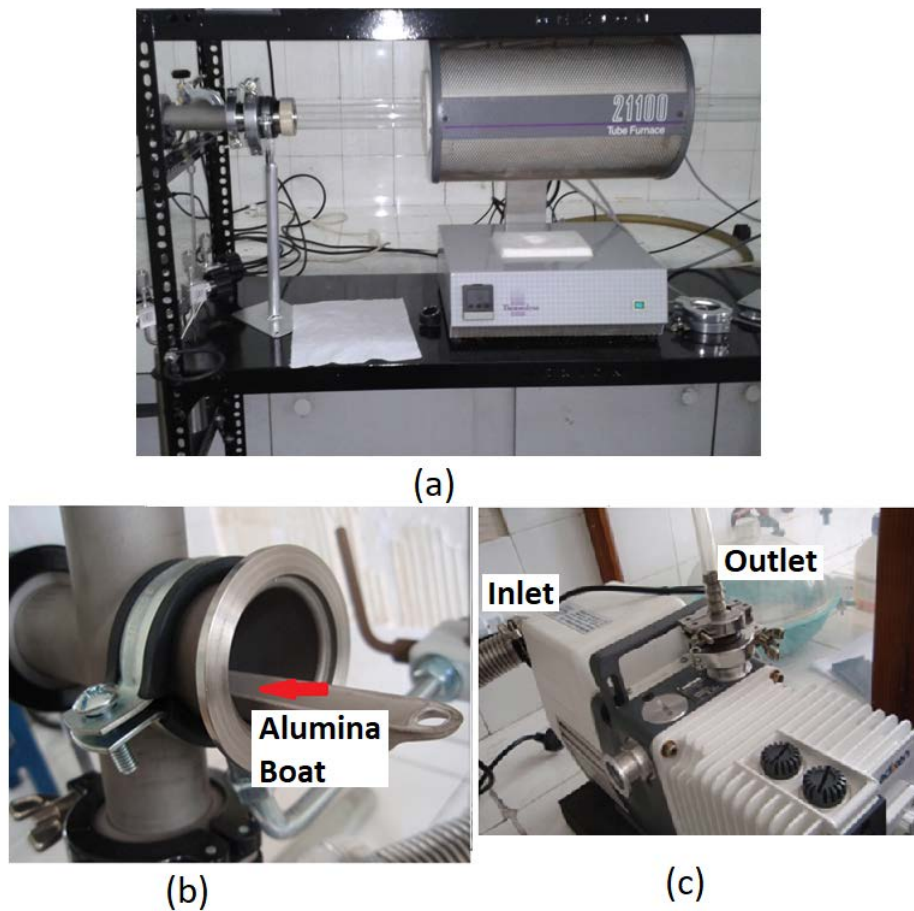 21100
Tube Furnace
(a)
Inlet
Outlet
Alumina
Boat
(b)
(c)